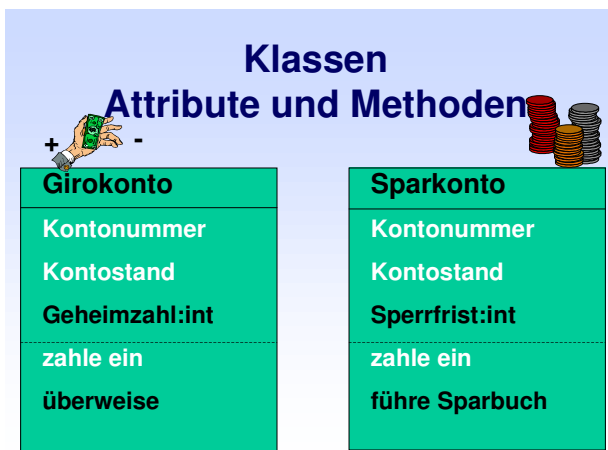 Klassen
Attribute und Methoden
+ -
Girokonto
Kontonummer
Kontostand
Geheimzahl:int
zahle ein
überweise
Sparkonto
Kontonummer
Kontostand
Sperrfrist:int
zahle ein
führe Sparbuch